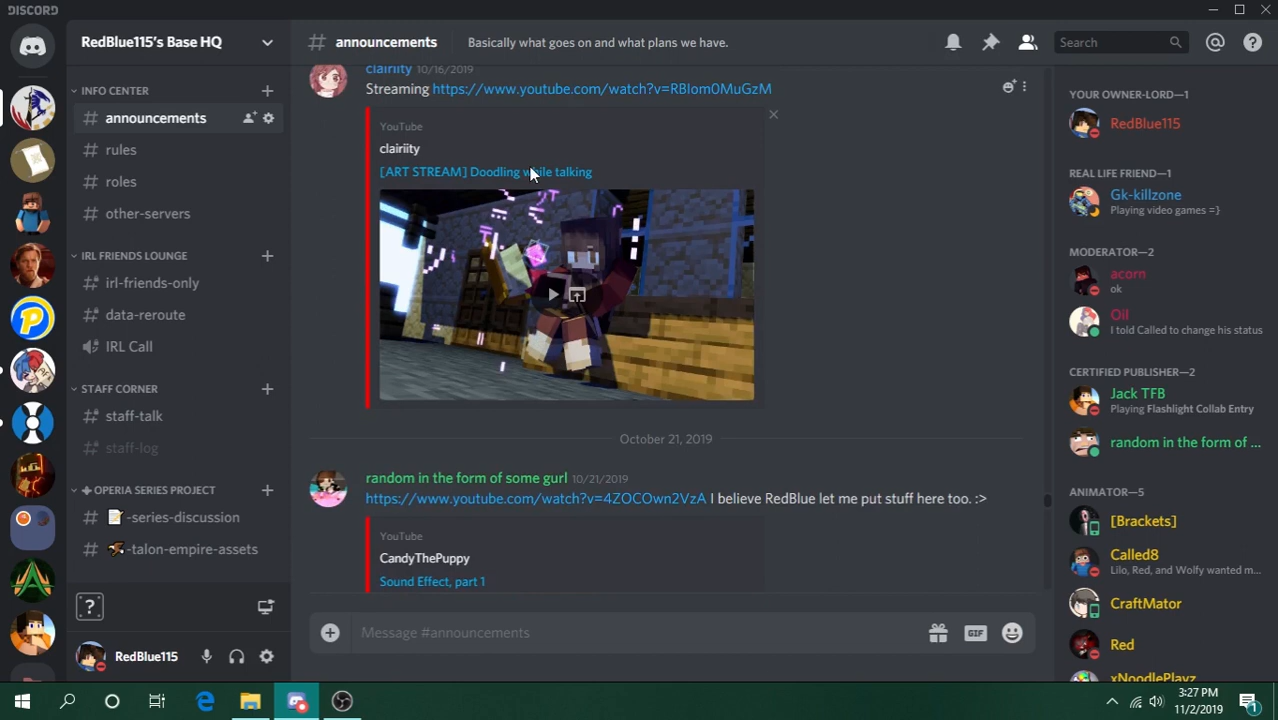 DISCORD
RedBlue115's Base HQ
# announcements
Basically what goes on and what plans we have.
Search
INFO CENTER
# announcements
# rules
# roles
# other-servers
IRL FRIENDS LOUNGE
# irl-friends-only
# data-reroute
IRL Call
STAFF CORNER
# staff-talk
# staff-log
OPERIA SERIES PROJECT
# -series-discussion
# -talon-empire-assets
RedBlue115
clairiity 10/16/2019
Streaming https://www.youtube.com/watch?v=RBIom0MuGzM
YouTube
clairiity
[ART STREAM] Doodling while talking
October 21, 2019
random in the form of some gurl 10/21/2019
https://www.youtube.com/watch?v=4ZOCOwn2VzA I believe RedBlue let me put stuff here too. :>
YouTube
CandyThePuppy
Sound Effect, part 1
Message #announcements
GIF
YOUR OWNER-LORD—1
RedBlue115
REAL LIFE FRIEND—1
Gk-killzone
Playing video games =}
MODERATOR—2
acorn
ok
Oil
I told Called to change his status
CERTIFIED PUBLISHER—2
Jack TFB
Playing Flashlight Collab Entry
random in the form of ...
ANIMATOR—5
[Brackets]
Called8
Lilo, Red, and Wolfy wanted m...
CraftMator
Red
xNoodlePlayz
3:27 PM
11/2/2019
1